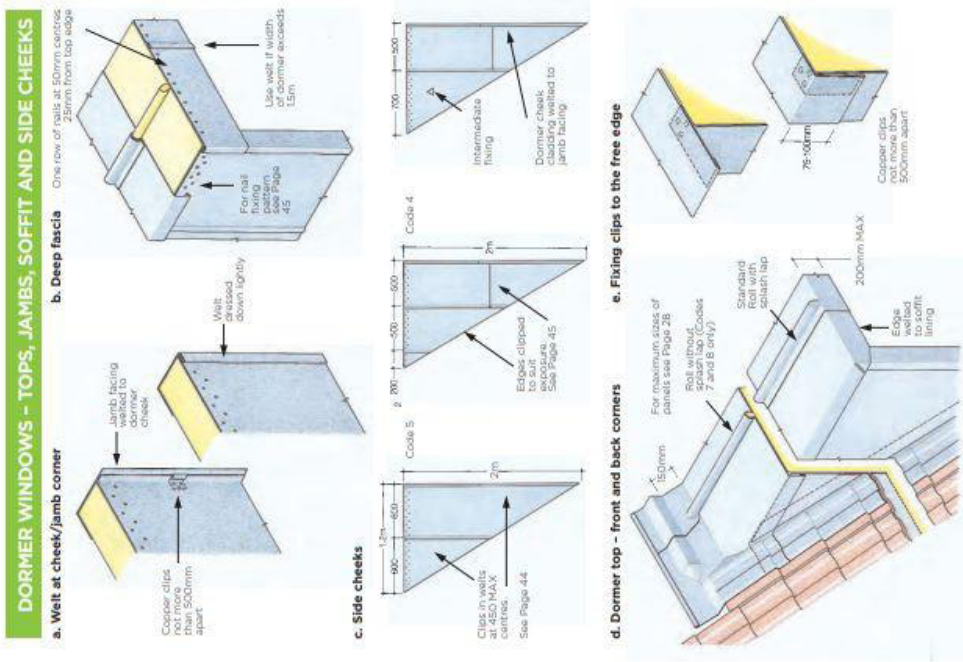 DORMER WINDOWS - TOPS, JAMBS, SOFFIT AND SIDE CHEEKS
a. Welt at cheek/jamb corner
Jamb facing
welted to
dormer
cheek
Copper clips
not more
than 500mm
apart
Welt
dressed
down lightly
b. Deep fascia
One row of nails at 50mm centres
25mm from top edge
For nail
fixing
pattern
see Page
45
Use welt if width
of dormer exceeds
1.5m
c. Side cheeks
Code 5
1.2m
600
600
2m
Clips in welts
at 450 MAX
centres.
See Page 44
Code 4
200
500
500
2
2m
Edges clipped
to suit
exposure.
See Page 45
700
500
Intermediate
fixing
Dormer cheek
cladding welted to
jamb facing
d. Dormer top - front and back corners
150mm
For maximum sizes of
panels see Page 28
Roll without
splash lap (Codes
7 and 8 only)
Standard
Roll with
splash lap
200mm MAX
Edge
welted
to soffit
lining
e. Fixing clips to the free edge
75-100mm
Copper clips
not more than
500mm apart